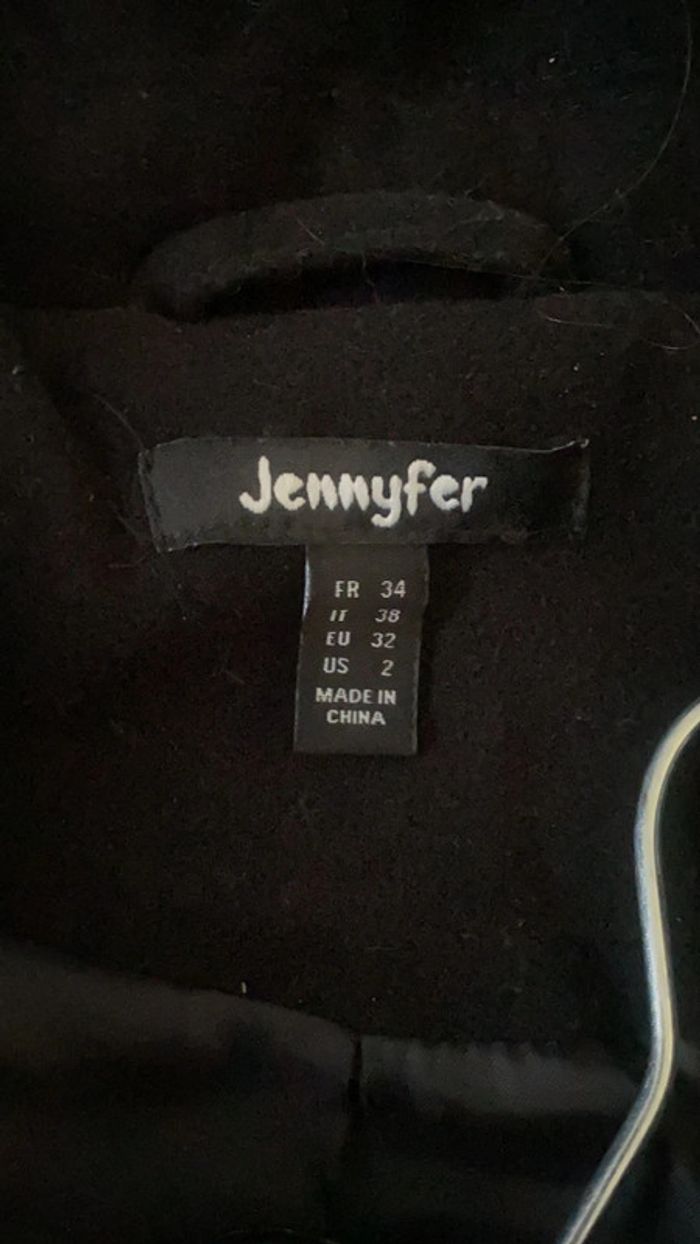 Jennyfer
FR 34
IT 38
EU 32
US 2
MADE IN
CHINA